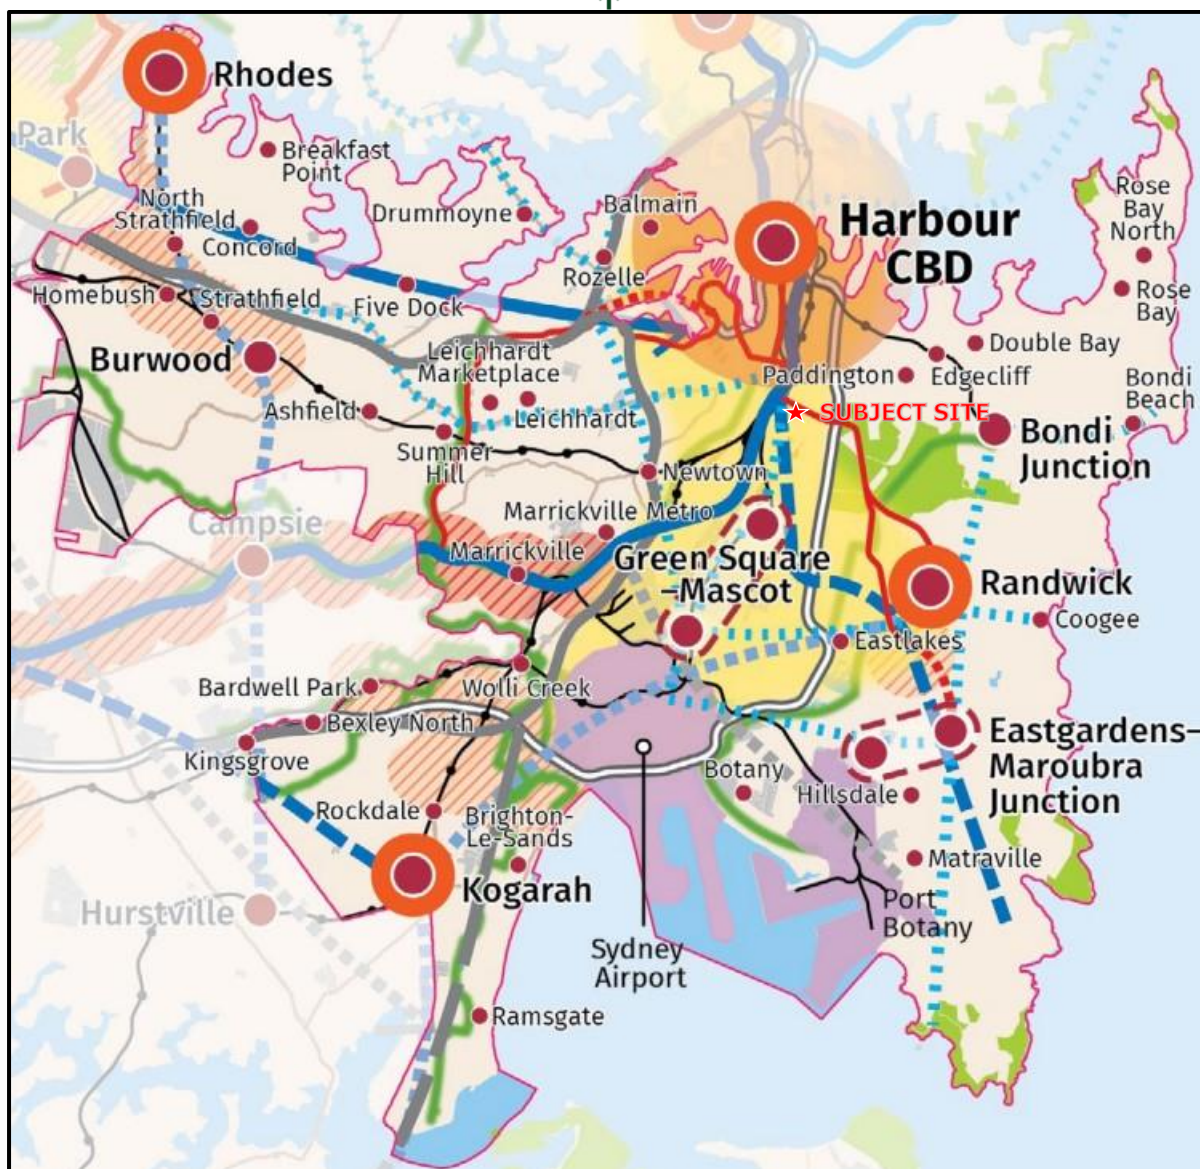 Rhodes
Park
Breakfast
Point
North
Strathfield
Concord
Drummoyne
Balmain
Harbour
CBD
Rose
Bay
North
Rozelle
Homebush
Strathfield
Five Dock
Rose
Bay
Burwood
Leichhardt
Marketplace
Double Bay
Paddington
Edgecliff
Bondi
Beach
Ashfield
Leichhardt
SUBJECT SITE
Bondi
Junction
Summer
Hill
Newtown
Campsie
Marrickville Metro
Marrickville
Green Square
–Mascot
Randwick
Coogee
Eastlakes
Bardwell Park
Wolli Creek
Bexley North
Kingsgrove
Eastgardens–
Maroubra
Junction
Botany
Hillsdale
Rockdale
Brighton-
Le-Sands
Matraville
Kogarah
Port
Botany
Hurstville
Sydney
Airport
Ramsgate